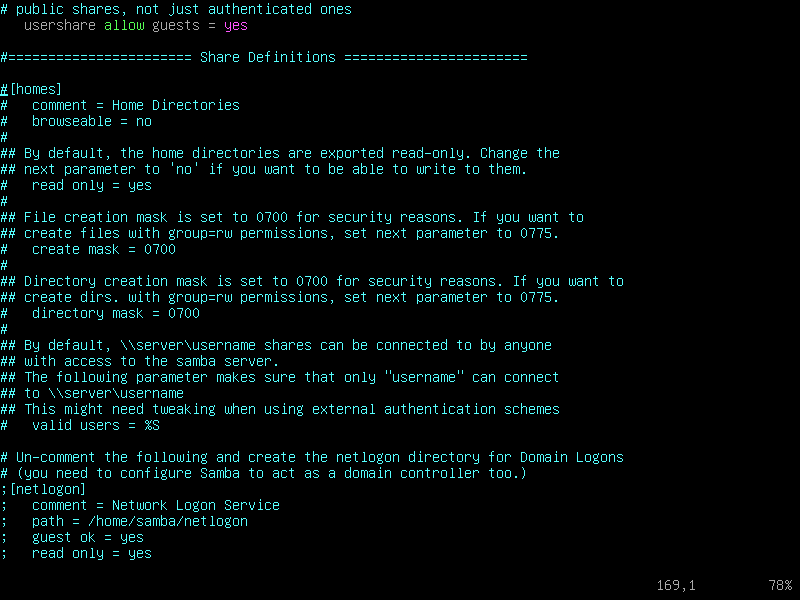 # public shares, not just authenticated ones
   usershare allow guests = yes

#======================= Share Definitions =======================

#[homes]
#   comment = Home Directories
#   browseable = no
#
## By default, the home directories are exported read-only. Change the
## next parameter to 'no' if you want to be able to write to them.
#   read only = yes
#
## File creation mask is set to 0700 for security reasons. If you want to
## create files with group=rw permissions, set next parameter to 0775.
#   create mask = 0700
#
## Directory creation mask is set to 0700 for security reasons. If you want to
## create dirs. with group=rw permissions, set next parameter to 0775.
#   directory mask = 0700
#
## By default, \\server\username shares can be connected to by anyone
## with access to the samba server.
## The following parameter makes sure that only "username" can connect
## to \\server\username
## This might need tweaking when using external authentication schemes
#   valid users = %S

# Un-comment the following and create the netlogon directory for Domain Logons
# (you need to configure Samba to act as a domain controller too.)
;[netlogon]
;   comment = Network Logon Service
;   path = /home/samba/netlogon
;   guest ok = yes
;   read only = yes

169,1 78%